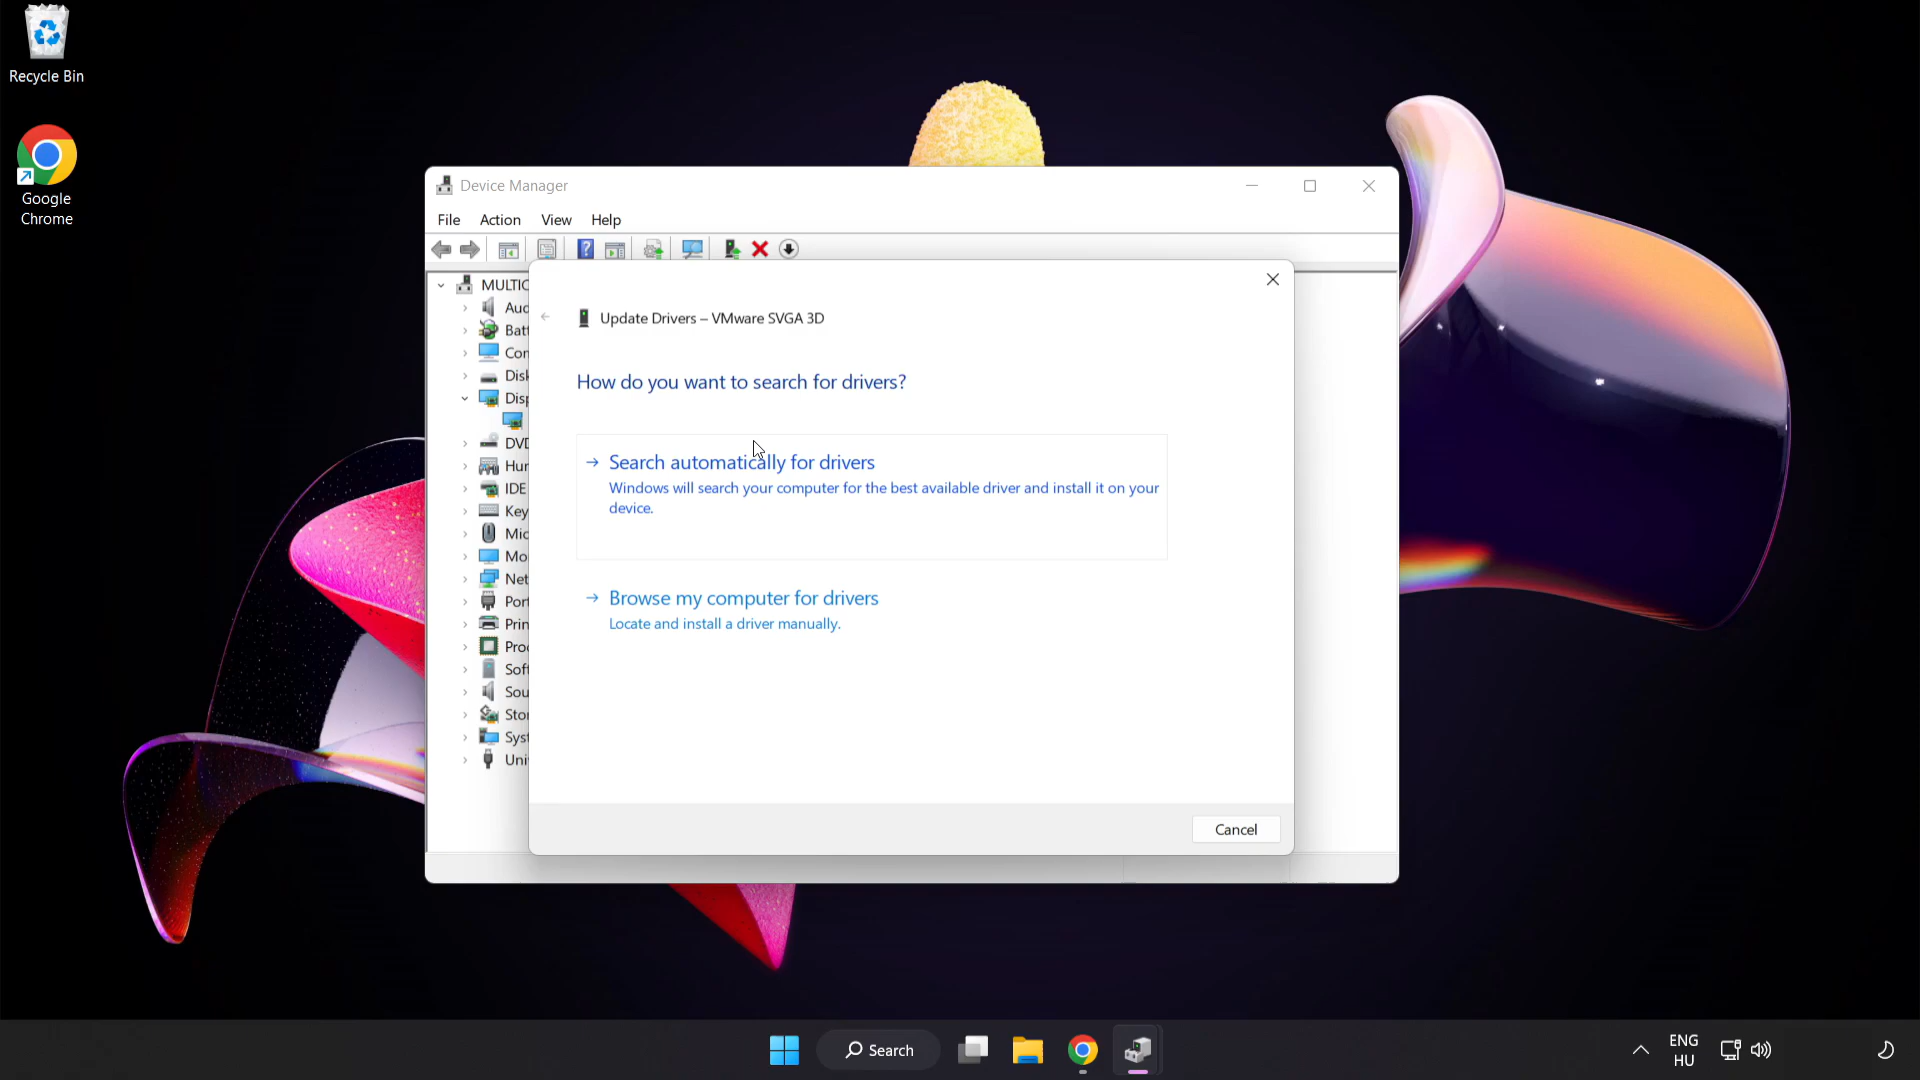 Recycle Bin
Google
Chrome
Device Manager
File Action View Help
MULTIC
Aud
Batt
Con
Disk
Disp
DVD
Hur
IDE
Key
Mic
Mo
Net
Port
Prin
Proc
Soft
Sou
Stor
Syst
Uni
Update Drivers – VMware SVGA 3D
How do you want to search for drivers?
Search automatically for drivers
Windows will search your computer for the best available driver and install it on your
device.
Browse my computer for drivers
Locate and install a driver manually.
Cancel
Search
ENG
HU